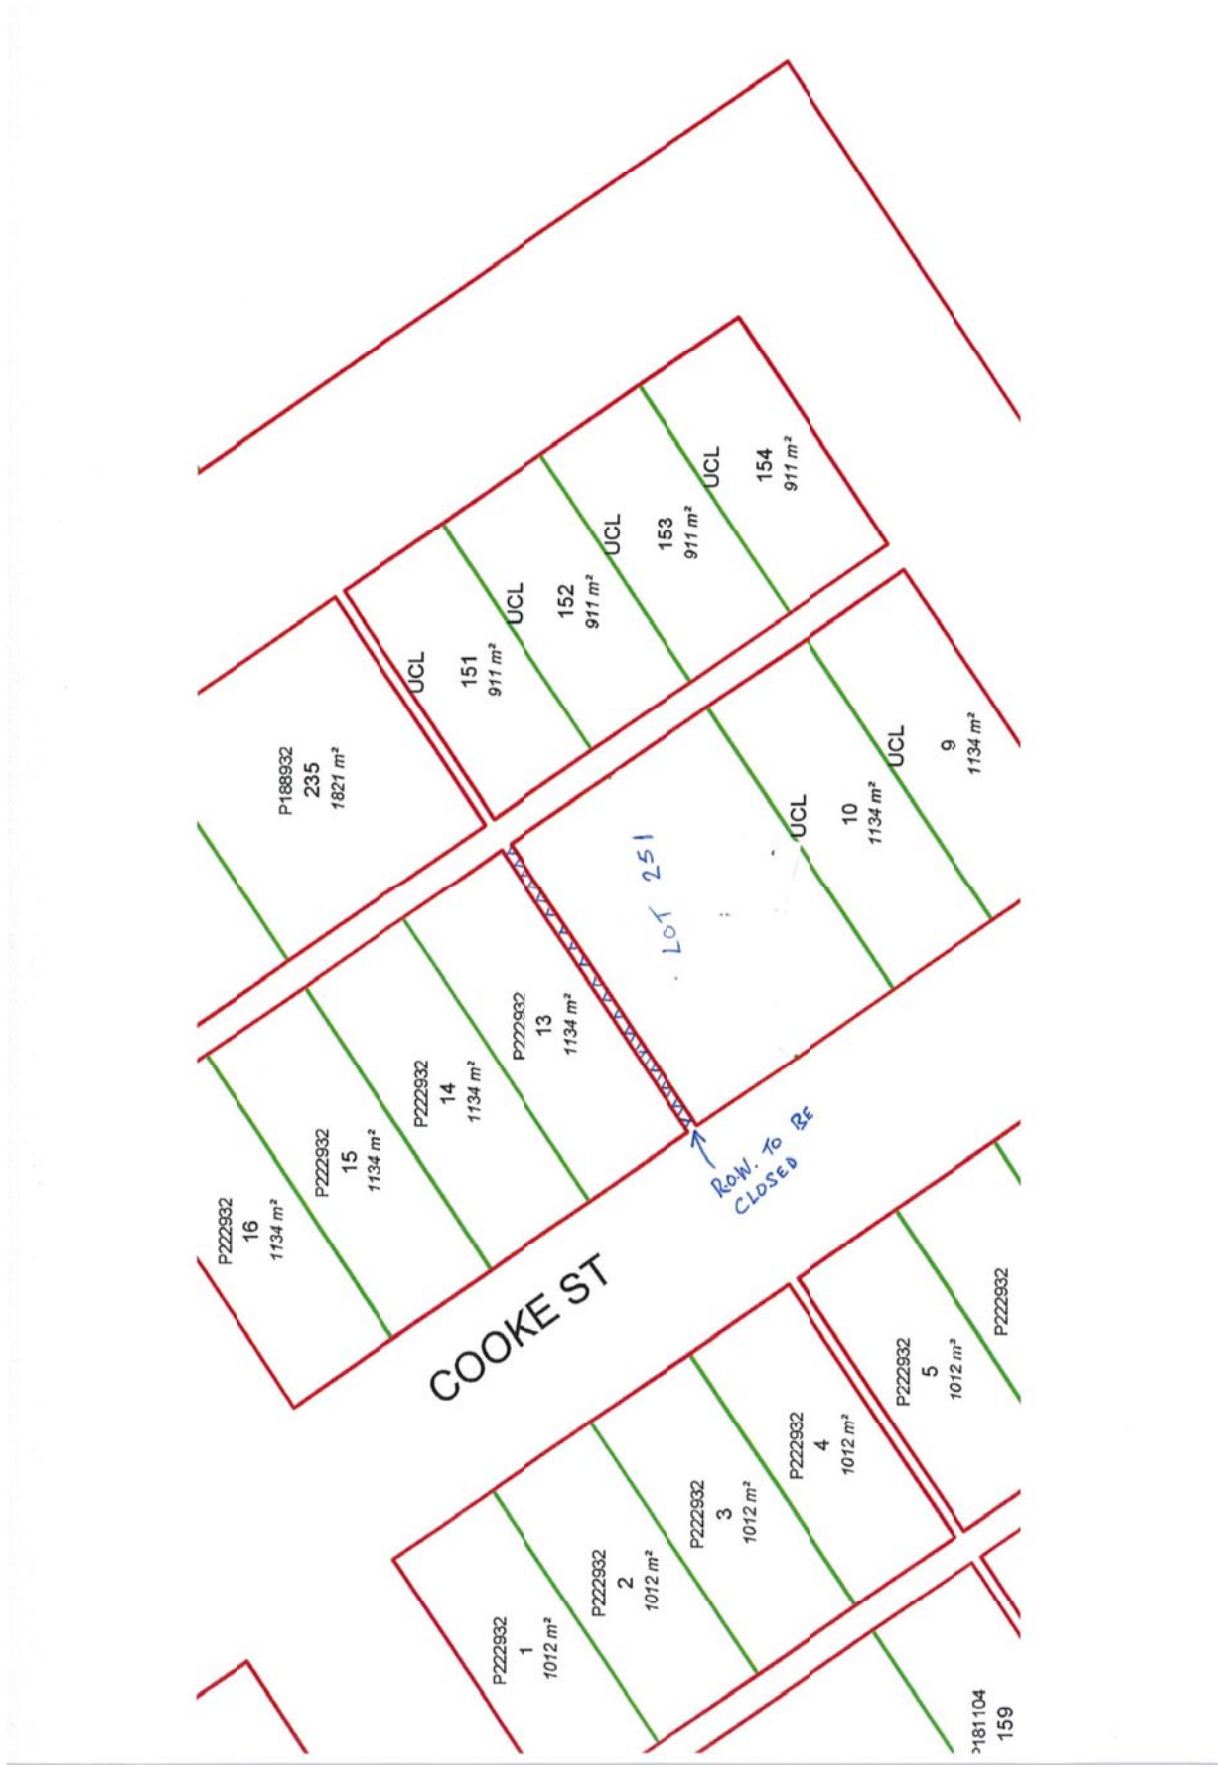 P188932
235
1821 m²
UCL
151
911 m²
UCL
152
911 m²
UCL
153
911 m²
UCL
154
911 m²
P222932
16
1134 m²
P222932
15
1134 m²
P222932
14
1134 m²
P222932
13
1134 m²
LOT 251
UCL
10
1134 m²
UCL
9
1134 m²
R.O.W. TO BE
CLOSED
COOKE ST
P222932
1
1012 m²
P222932
2
1012 m²
P222932
3
1012 m²
P222932
4
1012 m²
P222932
5
1012 m²
P222932
P181104
159